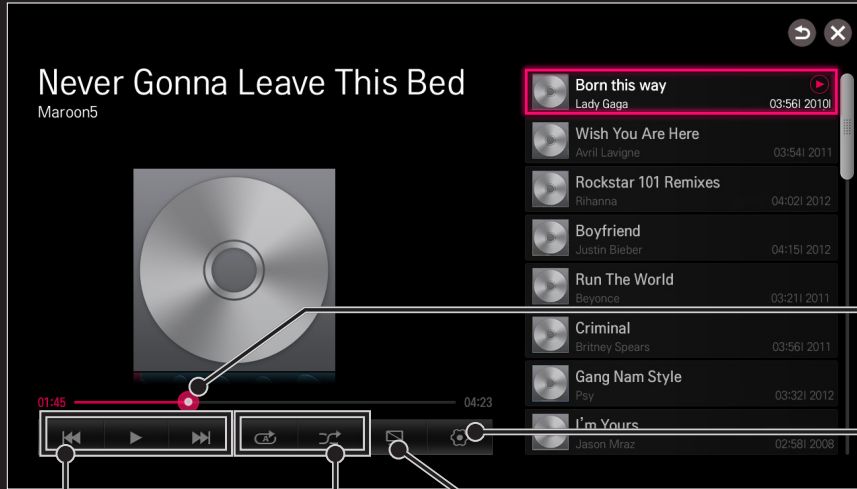 Never Gonna Leave This Bed
Maroon5
01:45
04:23
A
Born this way
Lady Gaga 03:56| 2010|
Wish You Are Here
Avril Lavigne 03:54| 2011
Rockstar 101 Remixes
Rihanna 04:02| 2012
Boyfriend
Justin Bieber 04:15| 2012
Run The World
Beyonce 03:21| 2011
Criminal
Britney Spears 03:56| 2011
Gang Nam Style
Psy 03:32| 2012
I'm Yours
Jason Mraz 02:58| 2008